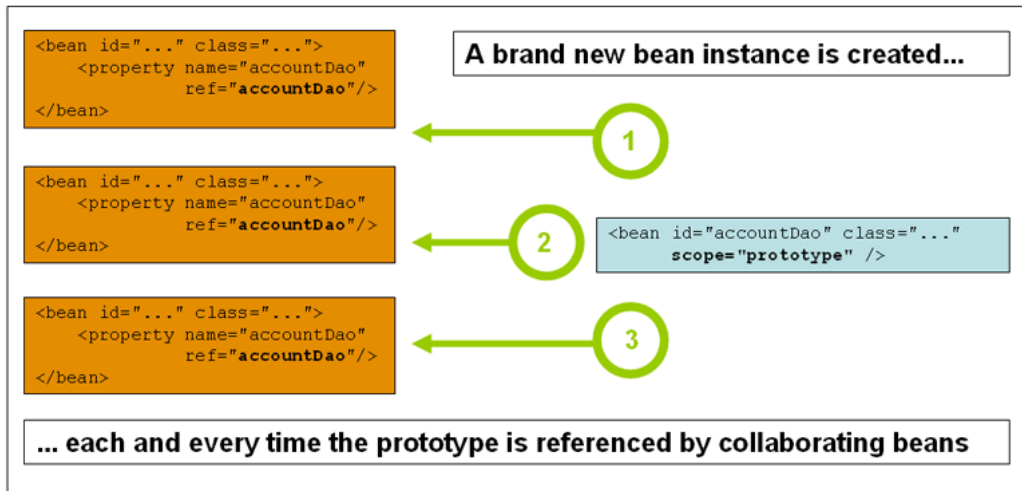 <bean id="..." class="...">
    <property name="accountDao"
              ref="accountDao"/>
</bean>
A brand new bean instance is created...
1
<bean id="..." class="...">
    <property name="accountDao"
              ref="accountDao"/>
</bean>
2
<bean id="accountDao" class="..."
      scope="prototype" />
<bean id="..." class="...">
    <property name="accountDao"
              ref="accountDao"/>
</bean>
3
... each and every time the prototype is referenced by collaborating beans